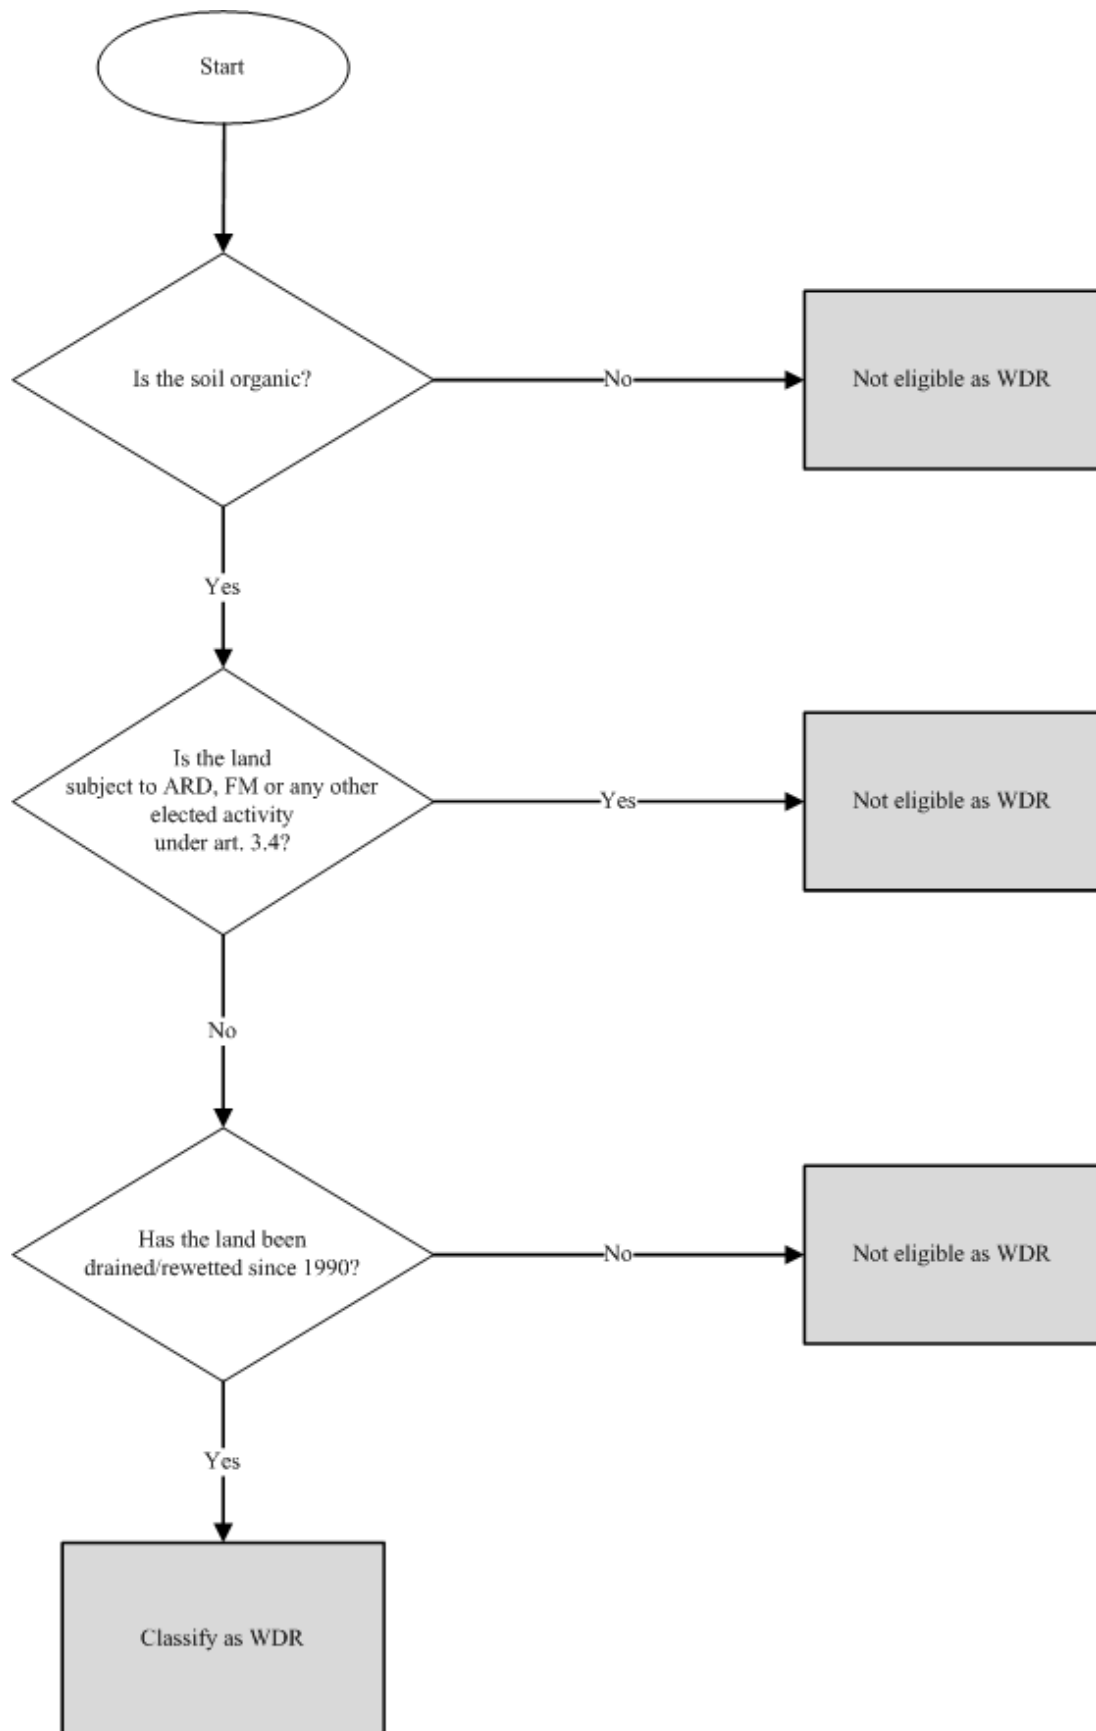 Start
Is the soil organic?
No
Not eligible as WDR
Yes
Is the land
subject to ARD, FM or any other
elected activity
under art. 3.4?
Yes
Not eligible as WDR
No
Has the land been
drained/rewetted since 1990?
No
Not eligible as WDR
Yes
Classify as WDR